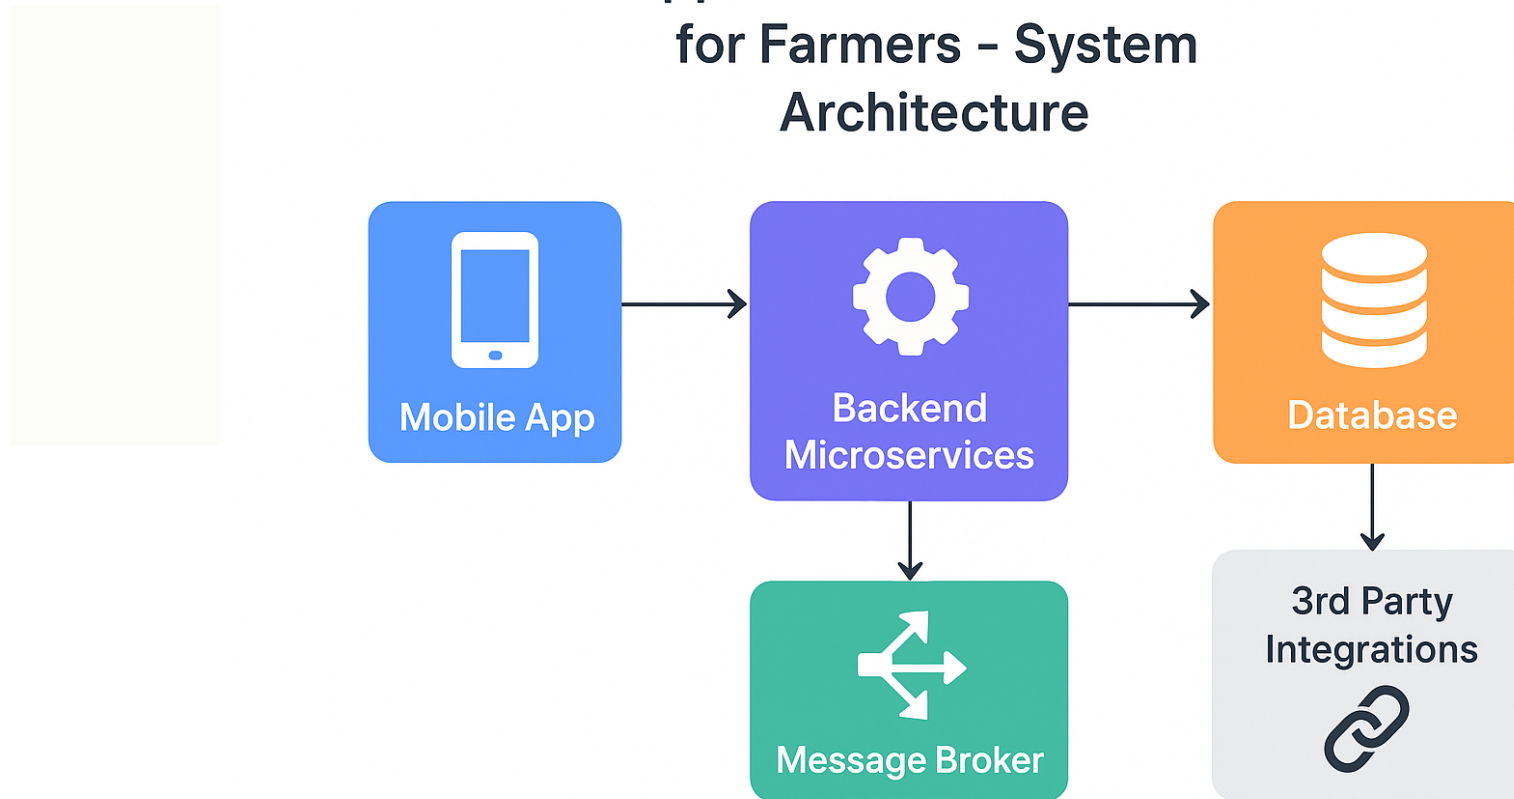 for Farmers – System
Architecture
Mobile App
Backend
Microservices
Database
Message Broker
3rd Party
Integrations